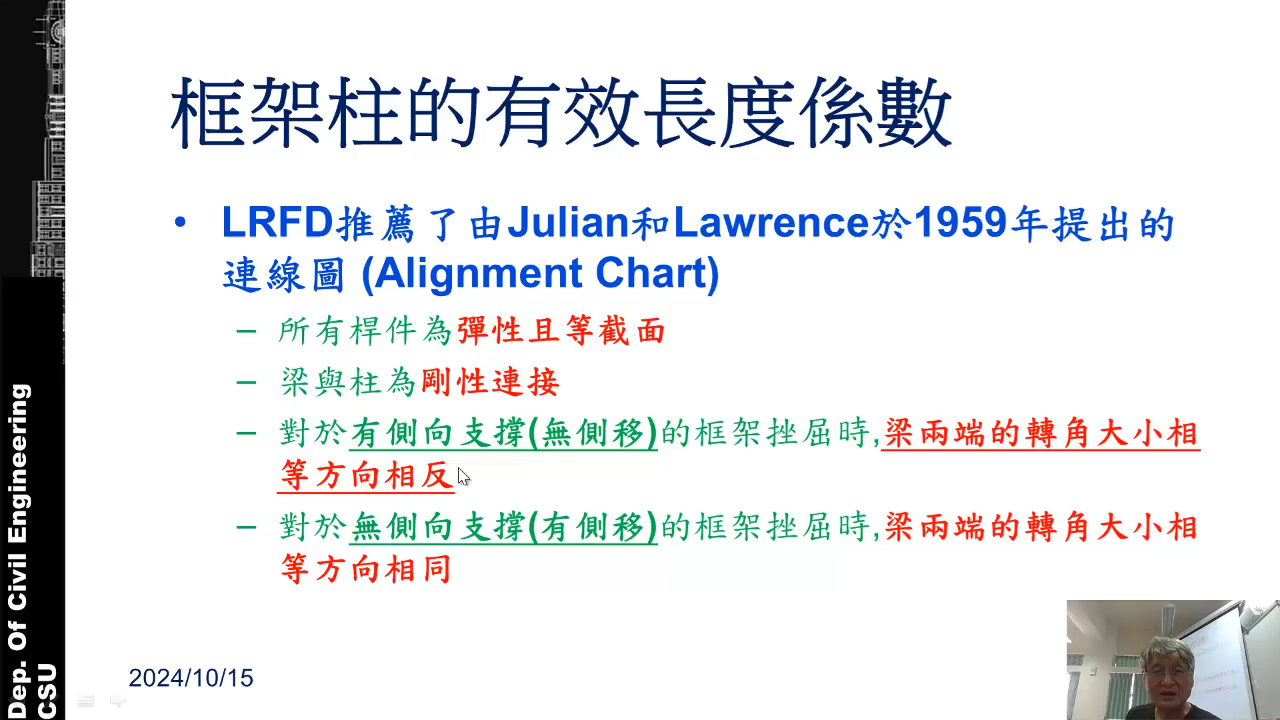 框架柱的有效長度係數
• LRFD推薦了由Julian和Lawrence於1959年提出的
連線圖 (Alignment Chart)
– 所有桿件為彈性且等截面
– 梁與柱為剛性連接
– 對於有側向支撐(無側移)的框架挫屈時,梁兩端的轉角大小相
等方向相反
– 對於無側向支撐(有側移)的框架挫屈時,梁兩端的轉角大小相
等方向相同
2024/10/15
Dep. Of Civil Engineering
CSU